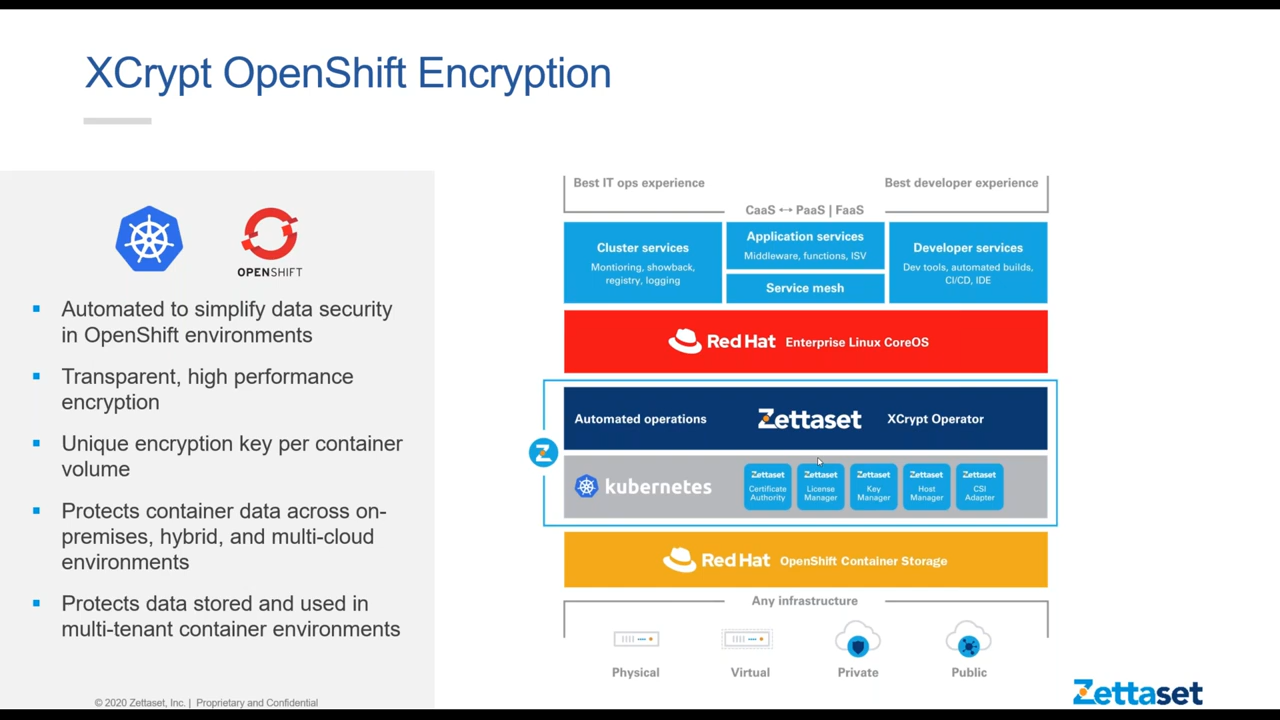 XCrypt OpenShift Encryption
OPENSHIFT
Automated to simplify data security
in OpenShift environments
Transparent, high performance
encryption
Unique encryption key per container
volume
Protects container data across on-
premises, hybrid, and multi-cloud
environments
Protects data stored and used in
multi-tenant container environments
© 2020 Zettaset, Inc. | Proprietary and Confidential
Best IT ops experience
Best developer experience
CaaS ↔ PaaS | FaaS
Cluster services
Montioring, showback,
registry, logging
Application services
Middleware, functions, ISV
Service mesh
Developer services
Dev tools, automated builds,
CI/CD, IDE
Red Hat Enterprise Linux CoreOS
Z
Automated operations Zettaset XCrypt Operator
kubernetes
Zettaset
Certificate
Authority
Zettaset
License
Manager
Zettaset
Key
Manager
Zettaset
Host
Manager
Zettaset
CSI
Adapter
Red Hat OpenShift Container Storage
Any infrastructure
Physical
Virtual
Private
Public
Zettaset